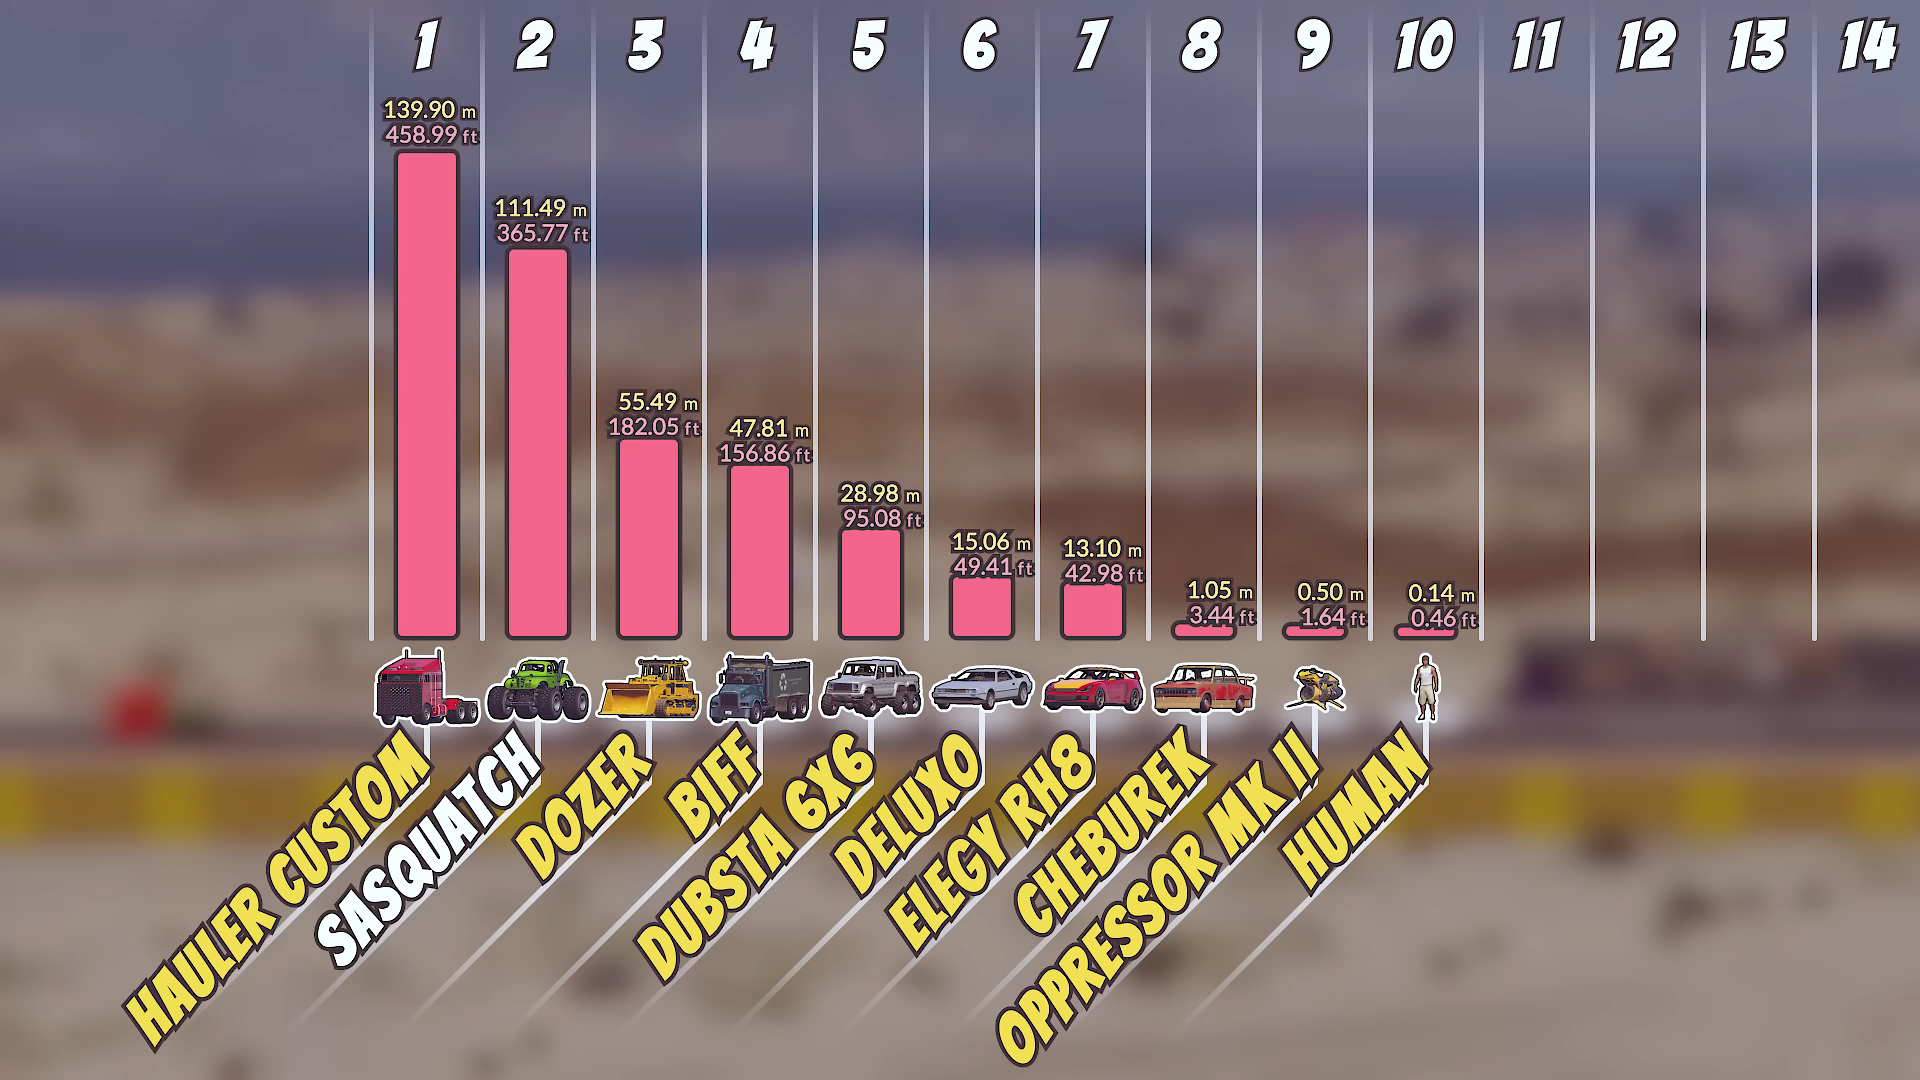 1 2 3 4 5 6 7 8 9 10 11 12 13 14
139.90 m
458.99 ft
111.49 m
365.77 ft
55.49 m
182.05 ft
47.81 m
156.86 ft
28.98 m
95.08 ft
15.06 m
49.41 ft
13.10 m
42.98 ft
1.05 m
3.44 ft
0.50 m
1.64 ft
0.14 m
0.46 ft
HAULER CUSTOM
SASQUATCH
DOZER
BIFF
DUBSTA 6X6
DELUXO
ELEGY RH8
CHEBUREK
OPPRESSOR MK II
HUMAN